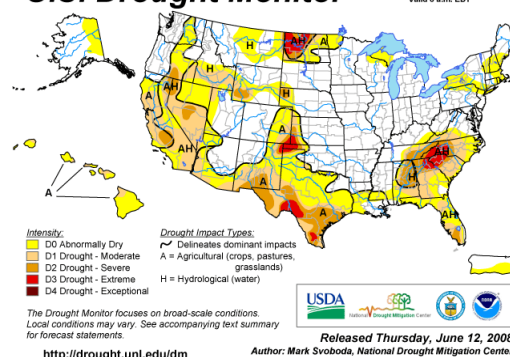 U.S. Drought Monitor
Valid 8 a.m. EDT
H
AH
A
A
AH
H
A
AH
A
AH
H
A
A
AH
A
Intensity:
D0 Abnormally Dry
D1 Drought - Moderate
D2 Drought - Severe
D3 Drought - Extreme
D4 Drought - Exceptional
Drought Impact Types:
Delineates dominant impacts
A = Agricultural (crops, pastures,
grasslands)
H = Hydrological (water)
The Drought Monitor focuses on broad-scale conditions.
Local conditions may vary. See accompanying text summary
for forecast statements.
http://drought.unl.edu/dm
USDA
National Drought Mitigation Center
Released Thursday, June 12, 2008
Author: Mark Svoboda, National Drought Mitigation Center